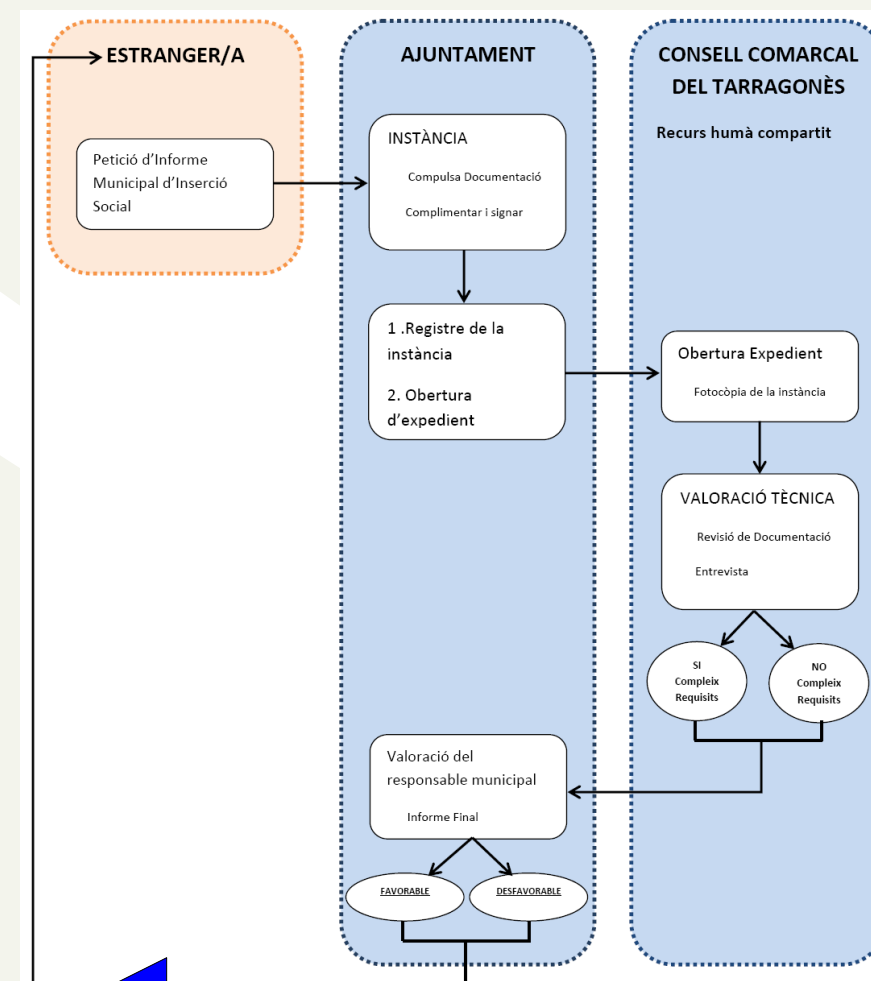 ESTRANGER/A
Petició d'Informe
Municipal d'Inserció
Social
AJUNTAMENT
INSTÀNCIA
Compulsa Documentació
Complimentar i signar
1 .Registre de la
instància
2. Obertura
d'expedient
CONSELL COMARCAL
DEL TARRAGONÈS
Recurs humà compartit
Obertura Expedient
Fotocòpia de la instància
VALORACIÓ TÈCNICA
Revisió de Documentació
Entrevista
SI
Compleix
Requisits
NO
Compleix
Requisits
Valoració del
responsable municipal
Informe Final
FAVORABLE
DESFAVORABLE